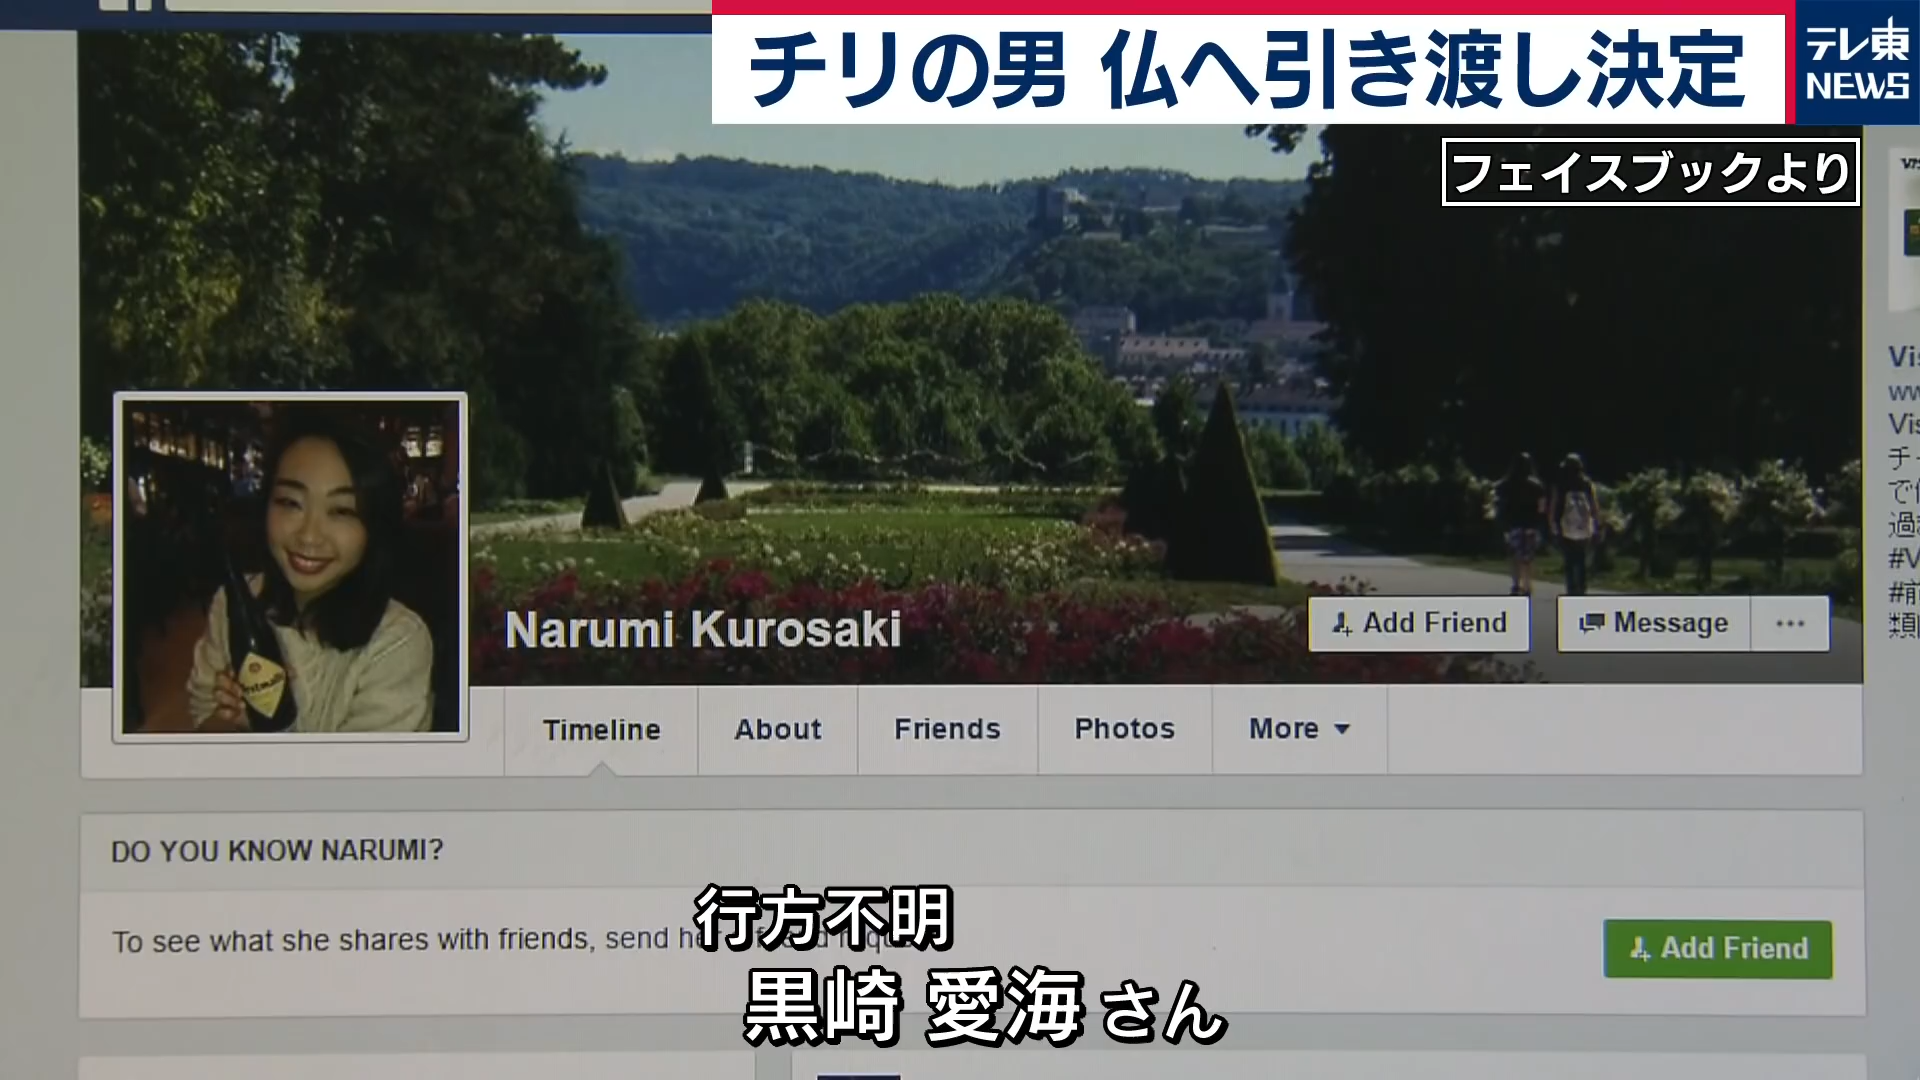 チリの男 仏へ引き渡し決定
テレ東
NEWS
フェイスブックより
Narumi Kurosaki
Add Friend
Message
Timeline
About
Friends
Photos
More
DO YOU KNOW NARUMI?
To see what she shares with friends, send
Add Friend
行方不明
黒崎 愛海さん